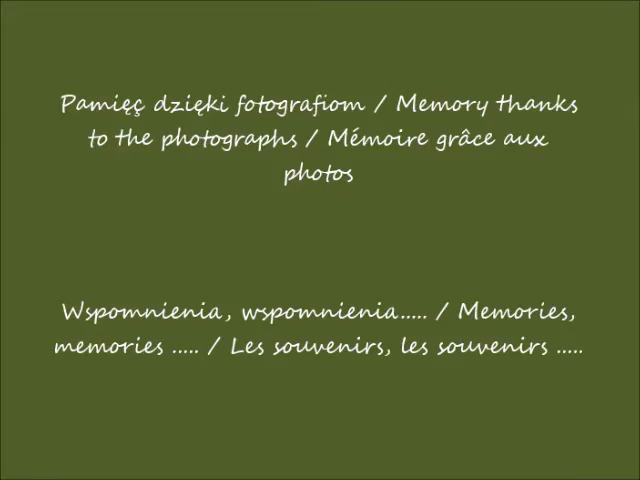 Pamięç dzięki fotografiom / Memory thanks
to the photographs / Mémoire grâce aux
photos
Wspomnienia, wspomnienia..... / Memories,
memories ..... / Les souvenirs, les souvenirs .....